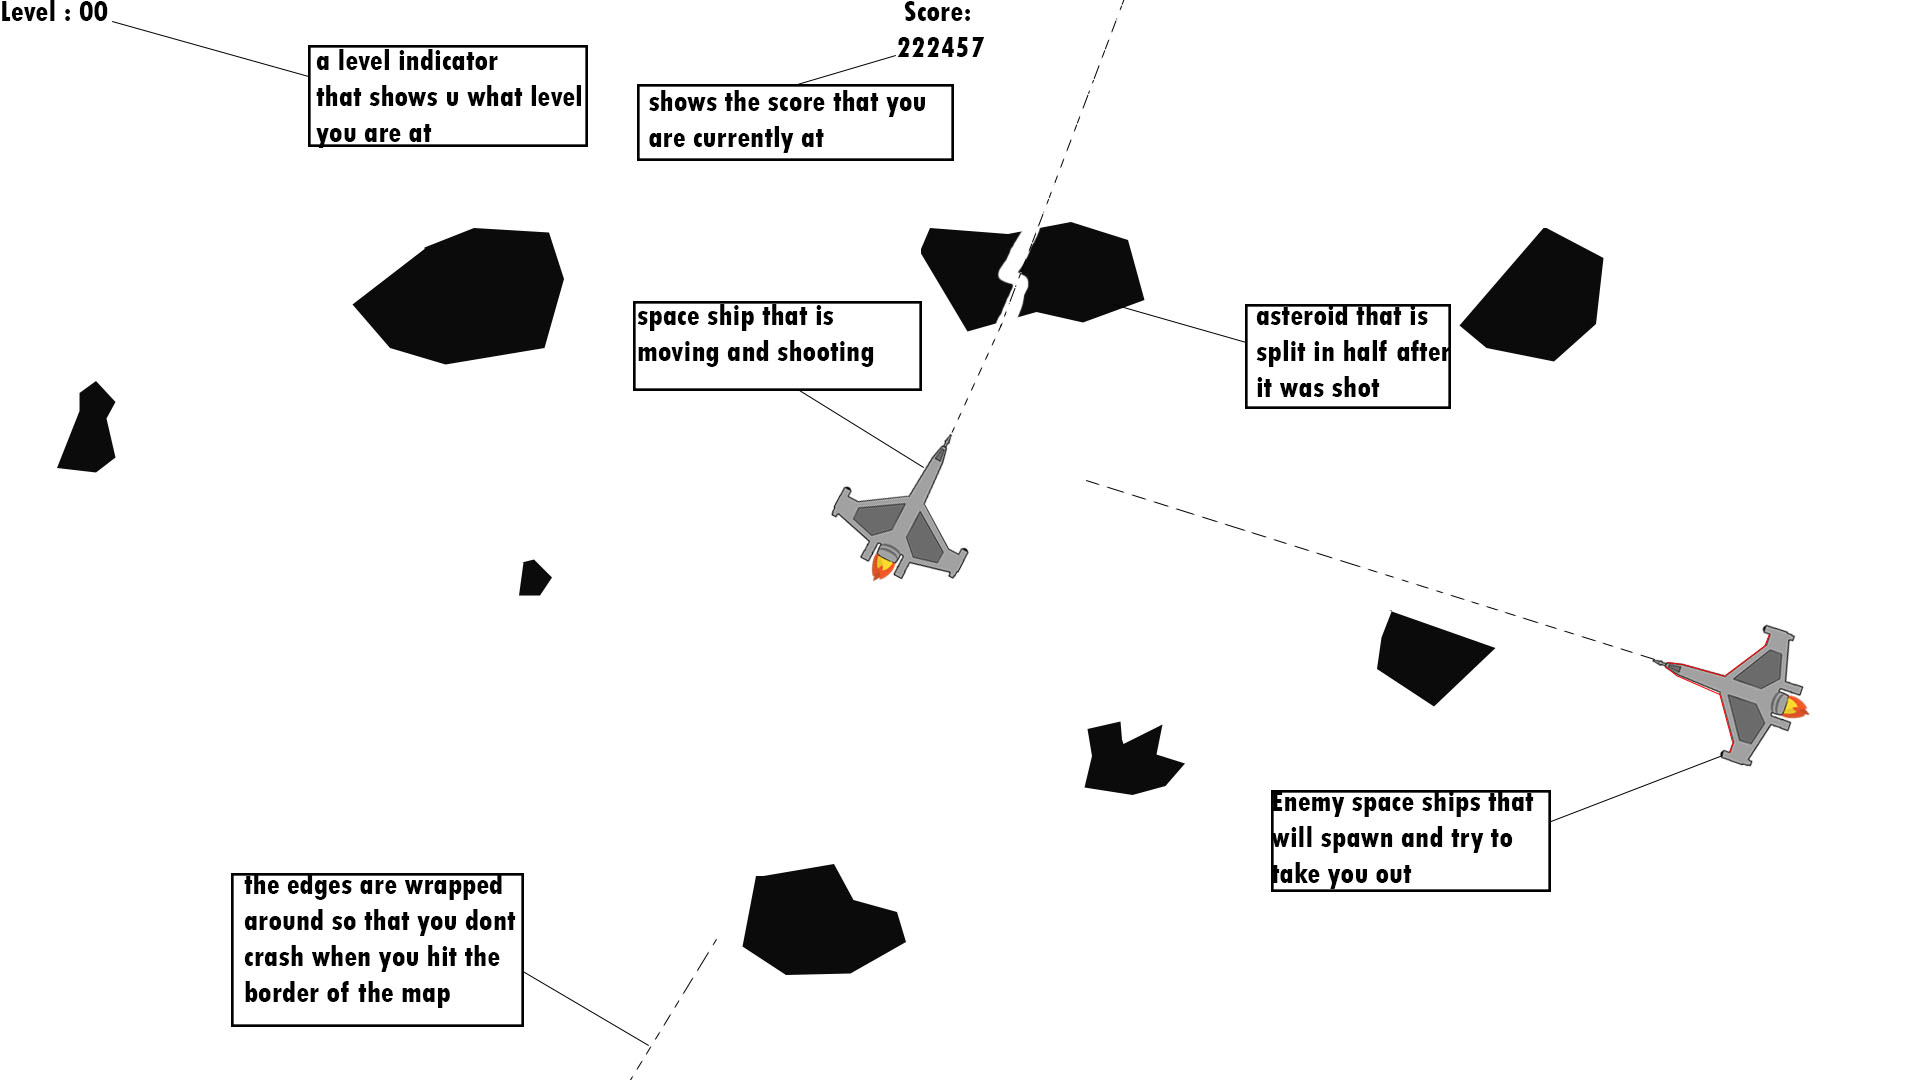 Level : 00
Score:
222457
a level indicator
that shows u what level
you are at
shows the score that you
are currently at
space ship that is
moving and shooting
asteroid that is
split in half after
it was shot
Enemy space ships that
will spawn and try to
take you out
the edges are wrapped
around so that you dont
crash when you hit the
border of the map